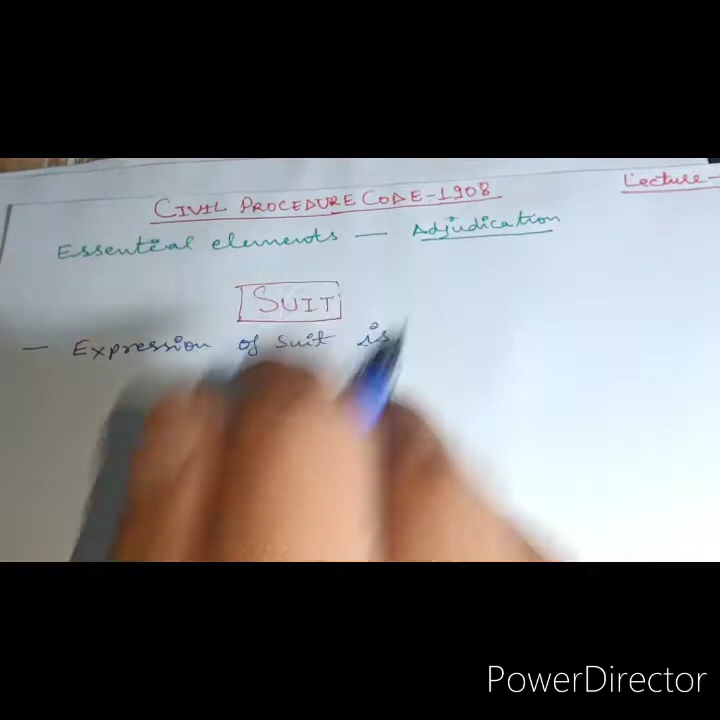 CIVIL PROCEDURE CODE-1908
Lecture-
Essential elements — Adjudication
SUIT
— Expression of suit is
PowerDirector